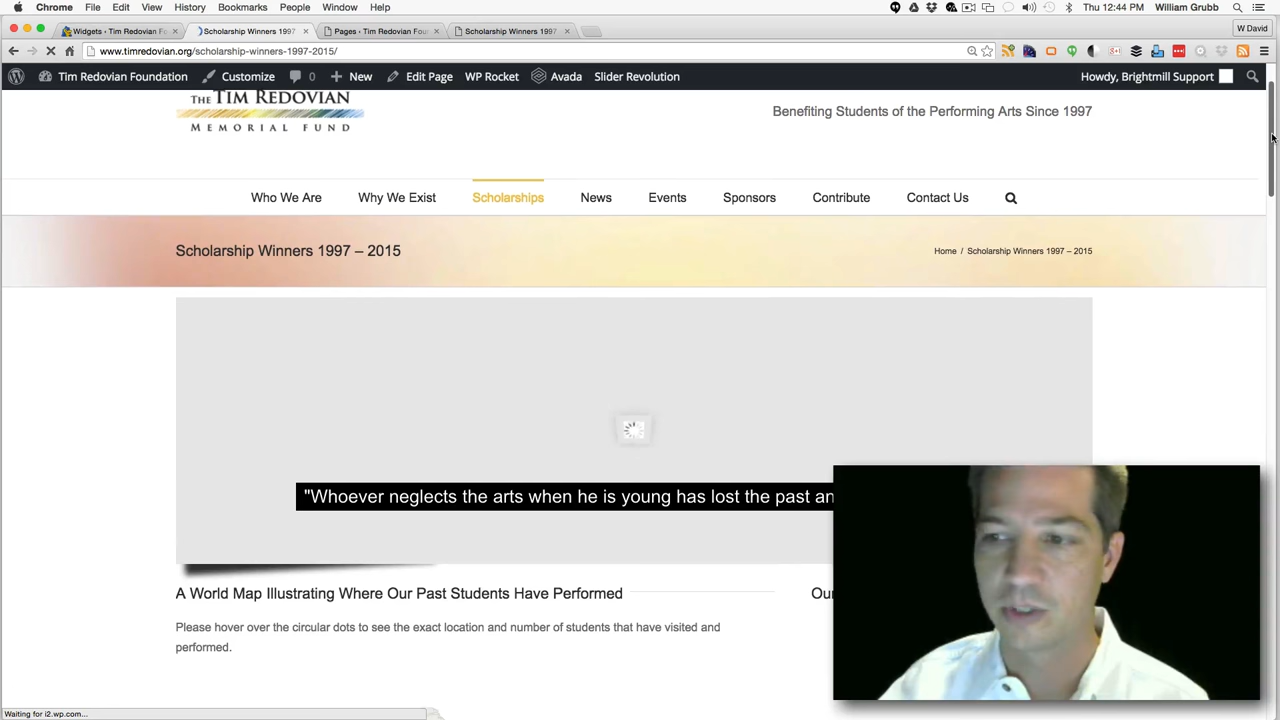 Chrome File Edit View History Bookmarks People Window Help Thu 12:44 PM William Grubb
Widgets ‹ Tim Redovian F Scholarship Winners 1997 Pages ‹ Tim Redovian Fou Scholarship Winners 1997 W David
www.timredovian.org/scholarship-winners-1997-2015/
Tim Redovian Foundation Customize 0 New Edit Page WP Rocket Avada Slider Revolution Howdy, Brightmill Support
THE TIM REDOVIAN
MEMORIAL FUND
Benefiting Students of the Performing Arts Since 1997
Who We Are Why We Exist Scholarships News Events Sponsors Contribute Contact Us
Scholarship Winners 1997 – 2015 Home / Scholarship Winners 1997 – 2015
"Whoever neglects the arts when he is young has lost the past an
A World Map Illustrating Where Our Past Students Have Performed Our
Please hover over the circular dots to see the exact location and number of students that have visited and
performed.
Waiting for i2.wp.com...